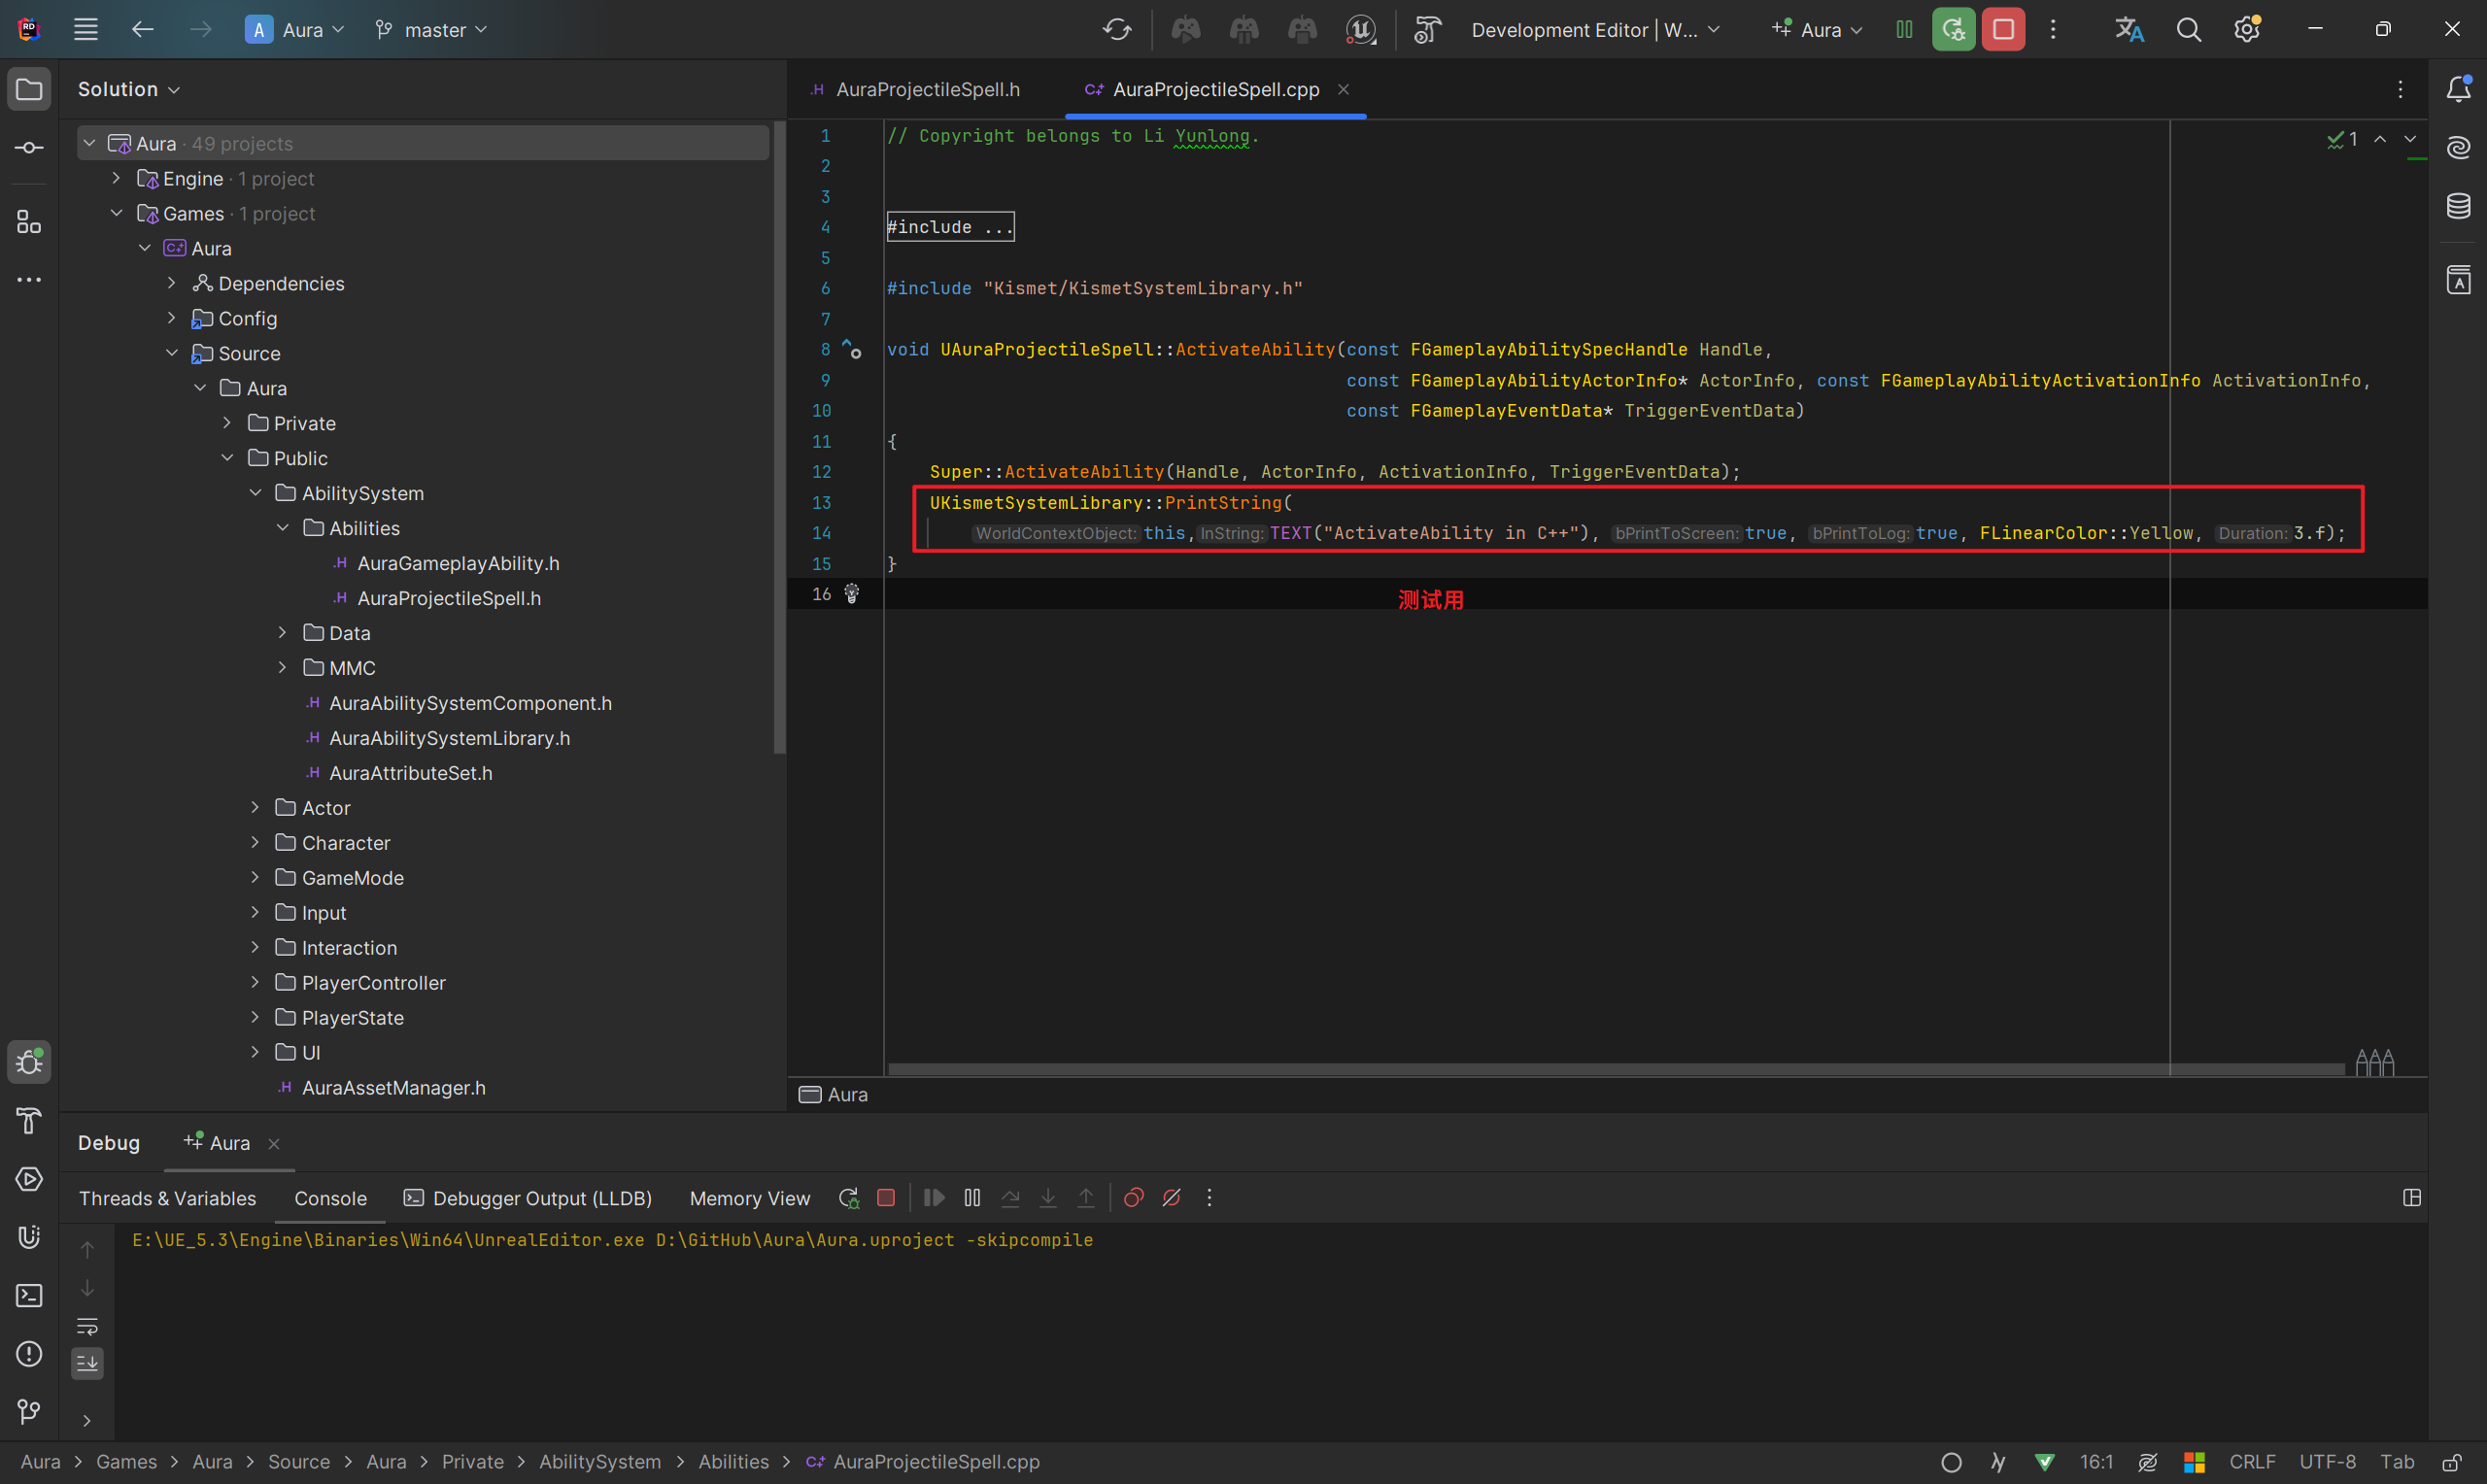 Aura
master
Development Editor | W...
Aura
Solution
Aura · 49 projects
Engine · 1 project
Games · 1 project
Aura
Dependencies
Config
Source
Aura
Private
Public
AbilitySystem
Abilities
AuraGameplayAbility.h
AuraProjectileSpell.h
Data
MMC
AuraAbilitySystemComponent.h
AuraAbilitySystemLibrary.h
AuraAttributeSet.h
Actor
Character
GameMode
Input
Interaction
PlayerController
PlayerState
UI
AuraAssetManager.h
AuraProjectileSpell.h
AuraProjectileSpell.cpp
1
1 // Copyright belongs to Li Yunlong.
2
3
4 #include ...
5
6 #include "Kismet/KismetSystemLibrary.h"
7
8 void UAuraProjectileSpell::ActivateAbility(const FGameplayAbilitySpecHandle Handle,
9 const FGameplayAbilityActorInfo* ActorInfo, const FGameplayAbilityActivationInfo ActivationInfo,
10 const FGameplayEventData* TriggerEventData)
11 {
12 Super::ActivateAbility(Handle, ActorInfo, ActivationInfo, TriggerEventData);
13 UKismetSystemLibrary::PrintString(
14 WorldContextObject: this, InString: TEXT("ActivateAbility in C++"), bPrintToScreen: true, bPrintToLog: true, FLinearColor::Yellow, Duration: 3.f);
15 }
16
测试用
Aura
Debug
Aura
Threads & Variables
Console
Debugger Output (LLDB)
Memory View
E:\UE_5.3\Engine\Binaries\Win64\UnrealEditor.exe D:\GitHub\Aura\Aura.uproject -skipcompile
Aura > Games > Aura > Source > Aura > Private > AbilitySystem > Abilities > AuraProjectileSpell.cpp
16:1
CRLF
UTF-8
Tab